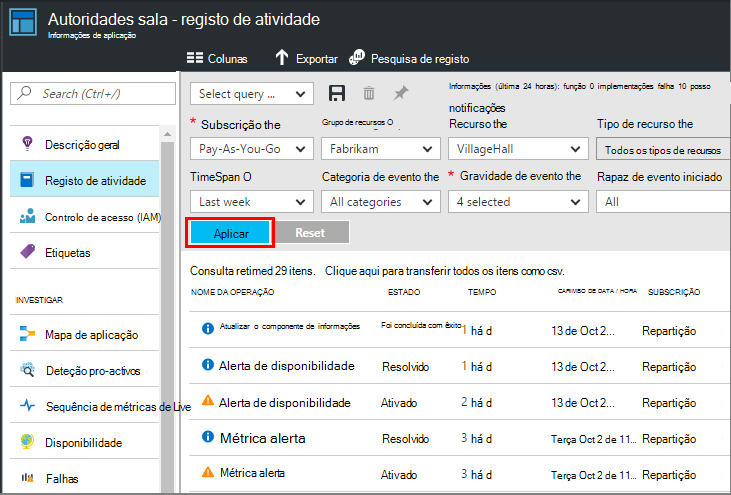 Autoridades sala - registo de atividade
Informações de aplicação
Colunas
Exportar
Pesquisa de registo
Search (Ctrl+/)
Descrição geral
Registo de atividade
Controlo de acesso (IAM)
Etiquetas
INVESTIGAR
Mapa de aplicação
Deteção pro-activos
Sequência de métricas de Live
Disponibilidade
Falhas
Select query ...
Informações (última 24 horas): função 0 implementações falha 10 posso
notificações
* Subscrição the
Grupo de recursos O
Recurso the
Tipo de recurso the
Pay-As-You-Go
Fabrikam
VillageHall
Todos os tipos de recursos
TimeSpan O
Categoria de evento the
* Gravidade de evento the
Rapaz de evento iniciado
Last week
All categories
4 selected
All
Aplicar
Reset
Consulta retimed 29 itens. Clique aqui para transferir todos os itens como csv.
NOME DA OPERAÇÃO ESTADO TEMPO CARIMBO DE DATA / HORA SUBSCRIÇÃO
Atualizar o componente de informações Foi concluída com êxito 1 há d 13 de Oct 2... Repartição
Alerta de disponibilidade Resolvido 1 há d 13 de Oct 2... Repartição
Alerta de disponibilidade Ativado 2 há d 13 de Oct 2... Repartição
Métrica alerta Resolvido 3 há d Terça Oct 2 de 11... Repartição
Métrica alerta Ativado 3 há d Terça Oct 2 de 11... Repartição